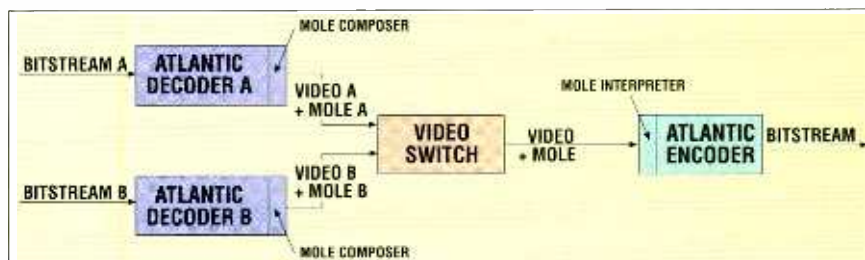 MOLE COMPOSER
BITSTREAM A
ATLANTIC
DECODER A
VIDEO A
+ MOLE A
MOLE INTERPRETER
VIDEO
SWITCH
VIDEO
+ MOLE
ATLANTIC
ENCODER
BITSTREAM
BITSTREAM B
ATLANTIC
DECODER B
VIDEO B
+ MOLE B
MOLE COMPOSER